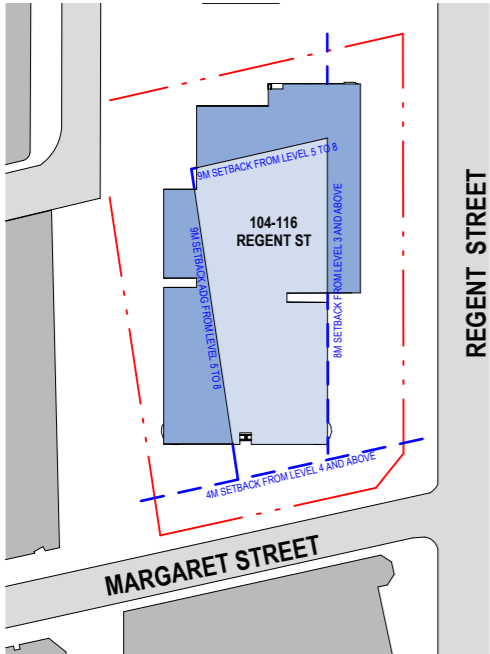 9M SETBACK FROM LEVEL 5 TO 8
104-116
REGENT ST
9M SETBACK ADG FROM LEVEL 5 TO 8
8M SETBACK FROM LEVEL 3 AND ABOVE
REGENT STREET
4M SETBACK FROM LEVEL 4 AND ABOVE
MARGARET STREET